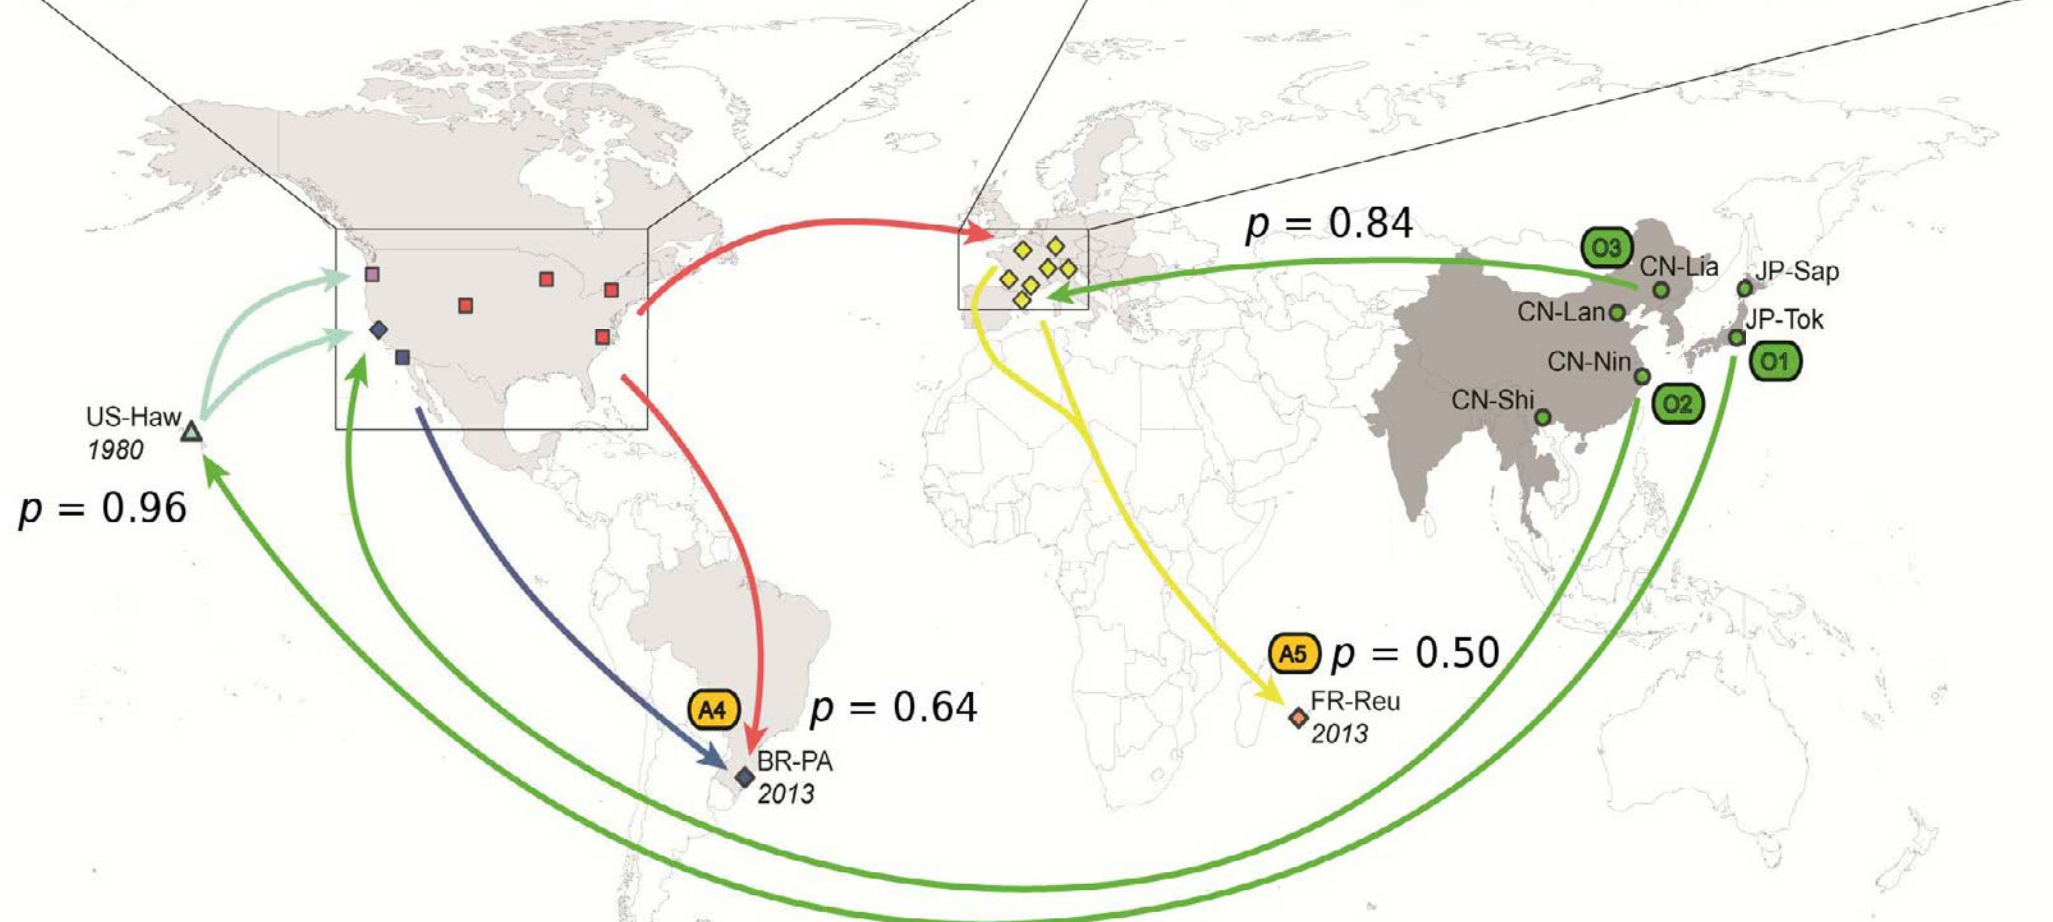 p = 0.84
O3
CN-Lia
JP-Sap
CN-Lan
JP-Tok
O1
CN-Nin
O2
CN-Shi
US-Haw
1980
p = 0.96
A5
p = 0.50
FR-Reu
2013
A4
p = 0.64
BR-PA
2013